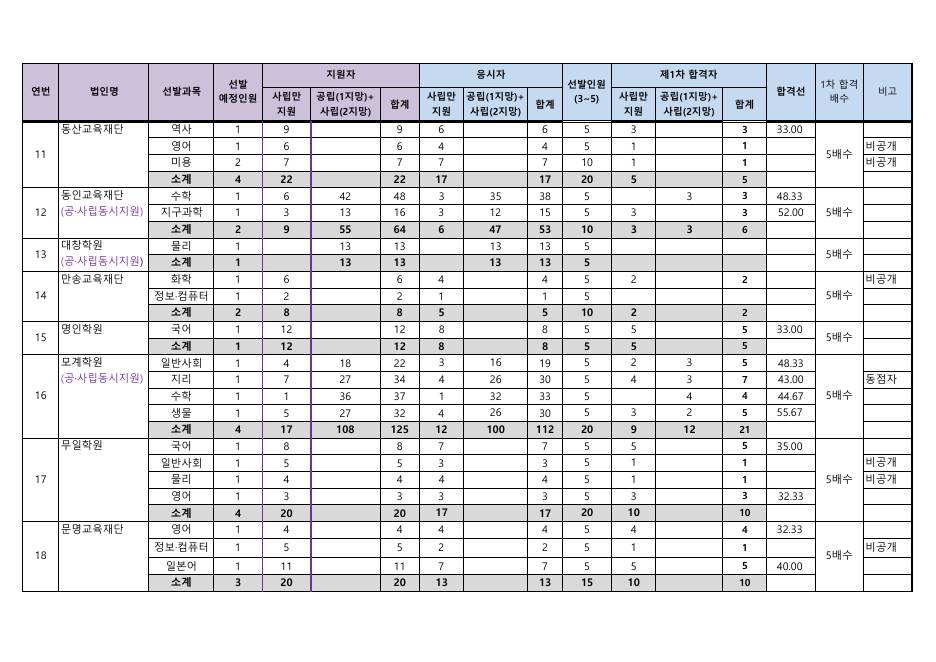 연번 법인명 선발과목 선발 예정인원 지원자 응시자 선발인원 (3~5) 제1차 합격자 합격선 1차 합격 배수 비고
사립만 지원 공립(1지망)+ 사립(2지망) 합계 사립만 지원 공립(1지망)+ 사립(2지망) 합계 사립만 지원 공립(1지망)+ 사립(2지망) 합계
11 동산교육재단 역사 1 9 9 6 6 5 3 3 33.00 5배수
영어 1 6 6 4 4 5 1 1 비공개
미용 2 7 7 7 7 10 1 1 비공개
소계 4 22 22 17 17 20 5 5
12 동인교육재단 수학 1 6 42 48 3 35 38 5 3 3 48.33 5배수
(공·사립동시지원) 지구과학 1 3 13 16 3 12 15 5 3 3 52.00
소계 2 9 55 64 6 47 53 10 3 3 6
13 대창학원 물리 1 13 13 13 13 5 5배수
(공·사립동시지원) 소계 1 13 13 13 13 5
14 만송교육재단 화학 1 6 6 4 4 5 2 2 비공개 5배수
정보·컴퓨터 1 2 2 1 1 5
소계 2 8 8 5 5 10 2 2
15 명인학원 국어 1 12 12 8 8 5 5 5 33.00 5배수
소계 1 12 12 8 8 5 5 5
16 모계학원 일반사회 1 4 18 22 3 16 19 5 2 3 5 48.33 5배수
(공·사립동시지원) 지리 1 7 27 34 4 26 30 5 4 3 7 43.00 동점자
수학 1 1 36 37 1 32 33 5 4 4 44.67
생물 1 5 27 32 4 26 30 5 3 2 5 55.67
소계 4 17 108 125 12 100 112 20 9 12 21
17 무일학원 국어 1 8 8 7 7 5 5 5 35.00 5배수
일반사회 1 5 5 3 3 5 1 1 비공개
물리 1 4 4 4 4 5 1 1 비공개
영어 1 3 3 3 3 5 3 3 32.33
소계 4 20 20 17 17 20 10 10
18 문명교육재단 영어 1 4 4 4 4 5 4 4 32.33 5배수
정보·컴퓨터 1 5 5 2 2 5 1 1 비공개
일본어 1 11 11 7 7 5 5 5 40.00
소계 3 20 20 13 13 15 10 10